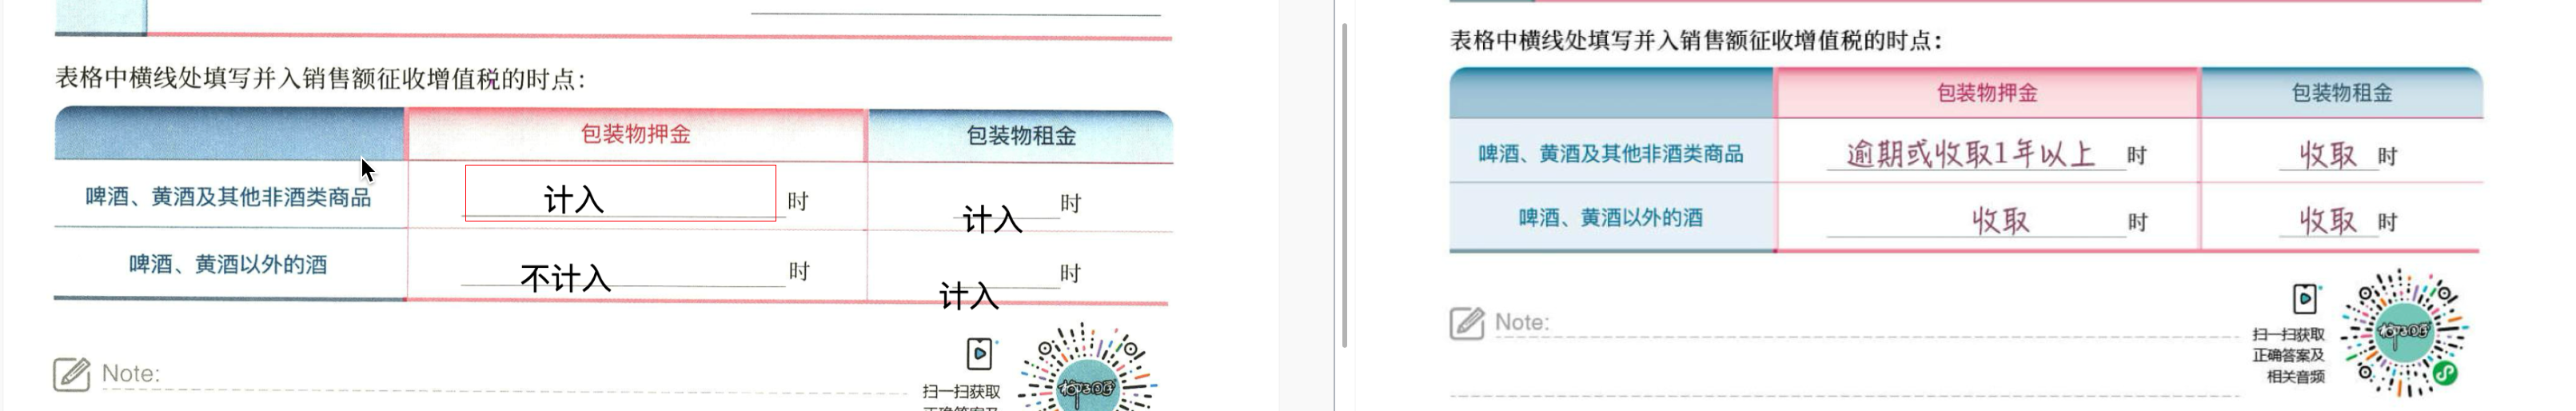 表格中横线处填写并入销售额征收增值税的时点：
包装物押金 包装物租金
啤酒、黄酒及其他非酒类商品 计入 时 计入 时
啤酒、黄酒以外的酒 不计入 时 计入 时
Note:
扫一扫获取
正确答案及
表格中横线处填写并入销售额征收增值税的时点：
包装物押金 包装物租金
啤酒、黄酒及其他非酒类商品 逾期或收取1年以上 时 收取 时
啤酒、黄酒以外的酒 收取 时 收取 时
Note:
扫一扫获取
正确答案及
相关音频